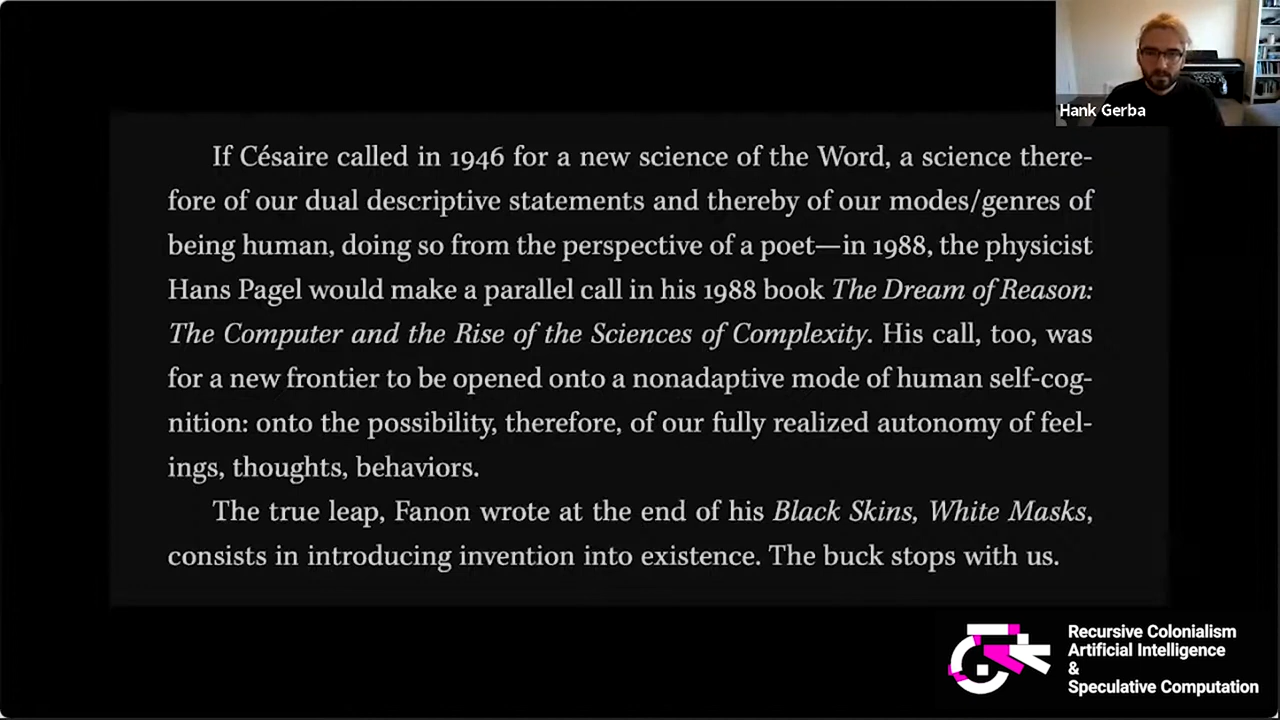 Hank Gerba
If Césaire called in 1946 for a new science of the Word, a science there-
fore of our dual descriptive statements and thereby of our modes/genres of
being human, doing so from the perspective of a poet—in 1988, the physicist
Hans Pagel would make a parallel call in his 1988 book The Dream of Reason:
The Computer and the Rise of the Sciences of Complexity. His call, too, was
for a new frontier to be opened onto a nonadaptive mode of human self-cog-
nition: onto the possibility, therefore, of our fully realized autonomy of feel-
ings, thoughts, behaviors.
The true leap, Fanon wrote at the end of his Black Skins, White Masks,
consists in introducing invention into existence. The buck stops with us.
Recursive Colonialism
Artificial Intelligence
&
Speculative Computation